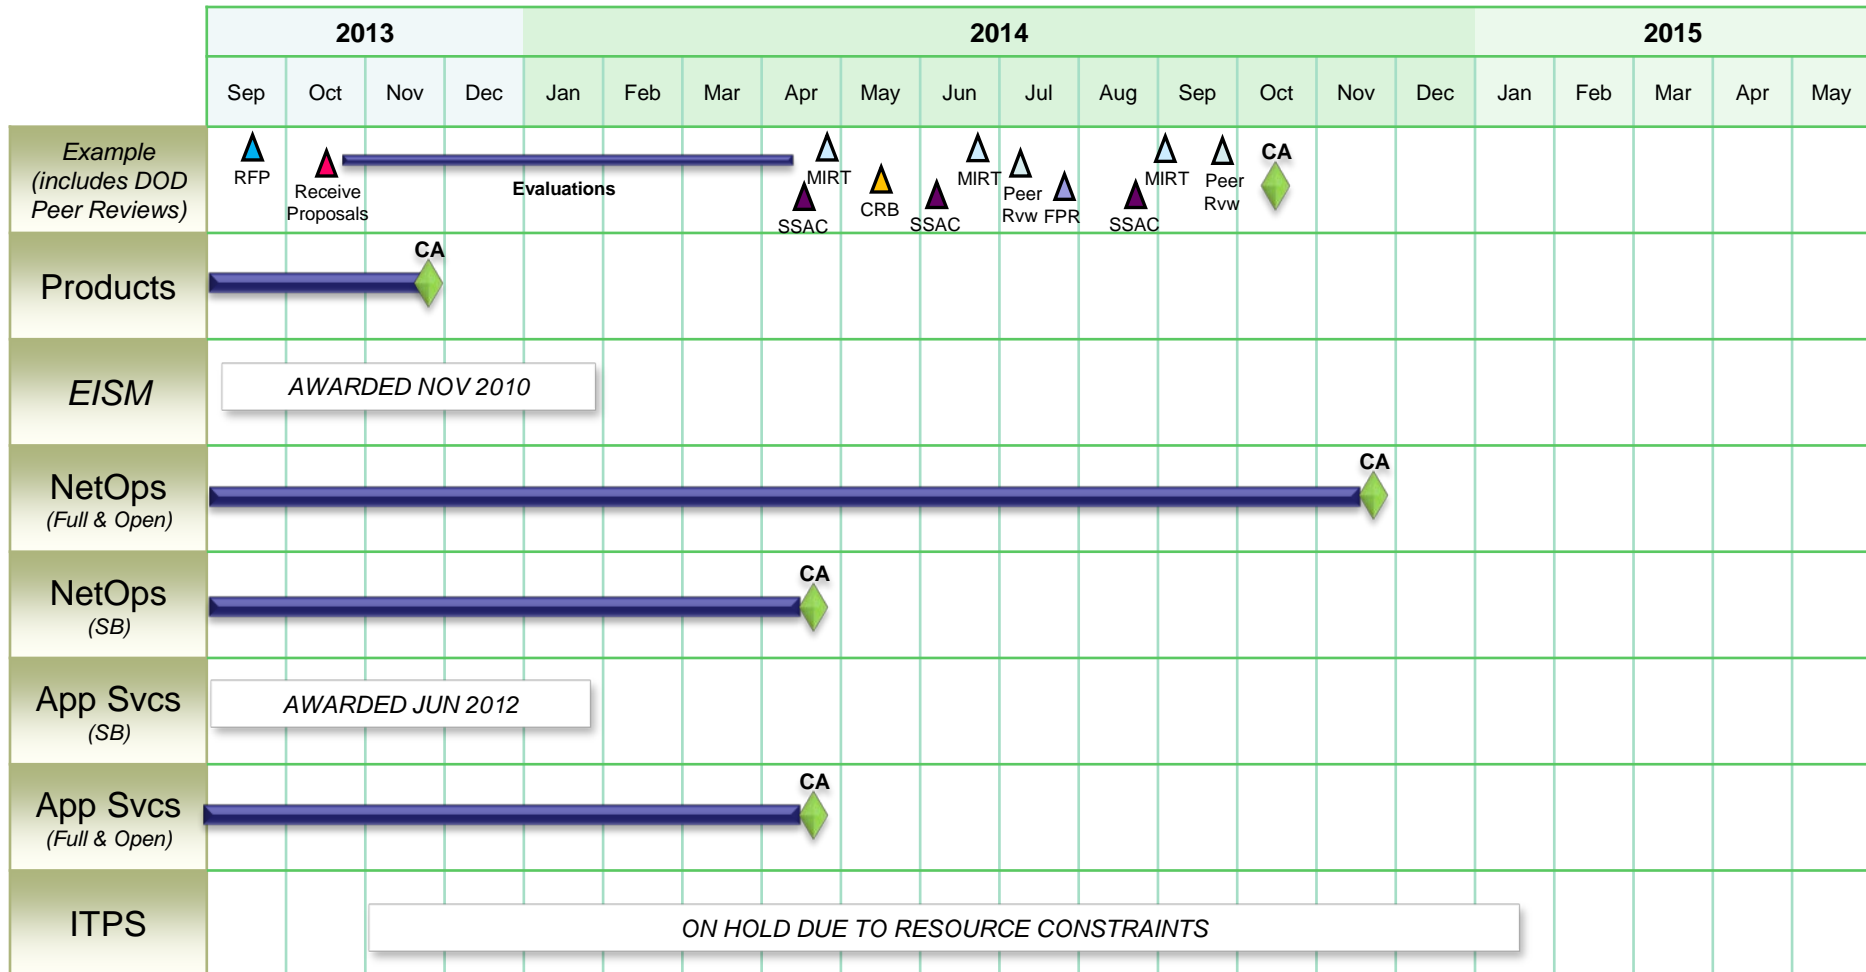 2013
2014
2015
Sep
Oct
Nov
Dec
Jan
Feb
Mar
Apr
May
Jun
Jul
Aug
Sep
Oct
Nov
Dec
Jan
Feb
Mar
Apr
May
Example
(includes DOD
Peer Reviews)
RFP
Receive
Proposals
Evaluations
SSAC
MIRT
CRB
SSAC
MIRT
Peer
Rvw
FPR
SSAC
MIRT
Peer
Rvw
CA
Products
CA
EISM
AWARDED NOV 2010
NetOps
(Full & Open)
CA
NetOps
(SB)
CA
App Svcs
(SB)
AWARDED JUN 2012
App Svcs
(Full & Open)
CA
ITPS
ON HOLD DUE TO RESOURCE CONSTRAINTS